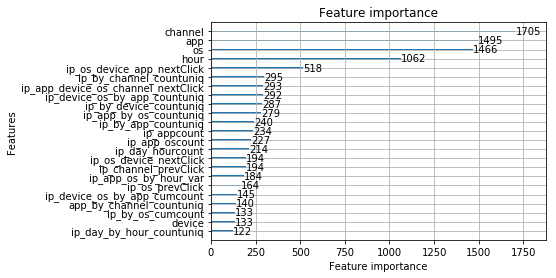 Feature importance
channel 1705
app 1495
os 1466
hour 1062
ip_os_device_app_nextClick 518
ip_by_channel_countuniq 295
ip_app_device_os_channel_nextClick 293
ip_device_os_by_app_countuniq 292
ip_by_device_countuniq 287
ip_app_by_os_countuniq 279
ip_by_app_countuniq 240
ip_appcount 234
ip_app_oscount 227
ip_day_hourcount 214
ip_os_device_nextClick 194
ip_channel_prevClick 194
ip_app_os_by_hour_var 184
ip_os_prevClick 164
ip_device_os_by_app_cumcount 145
app_by_channel_countuniq 140
ip_by_os_cumcount 133
device 133
ip_day_by_hour_countuniq 122
Features
0 250 500 750 1000 1250 1500 1750
Feature importance